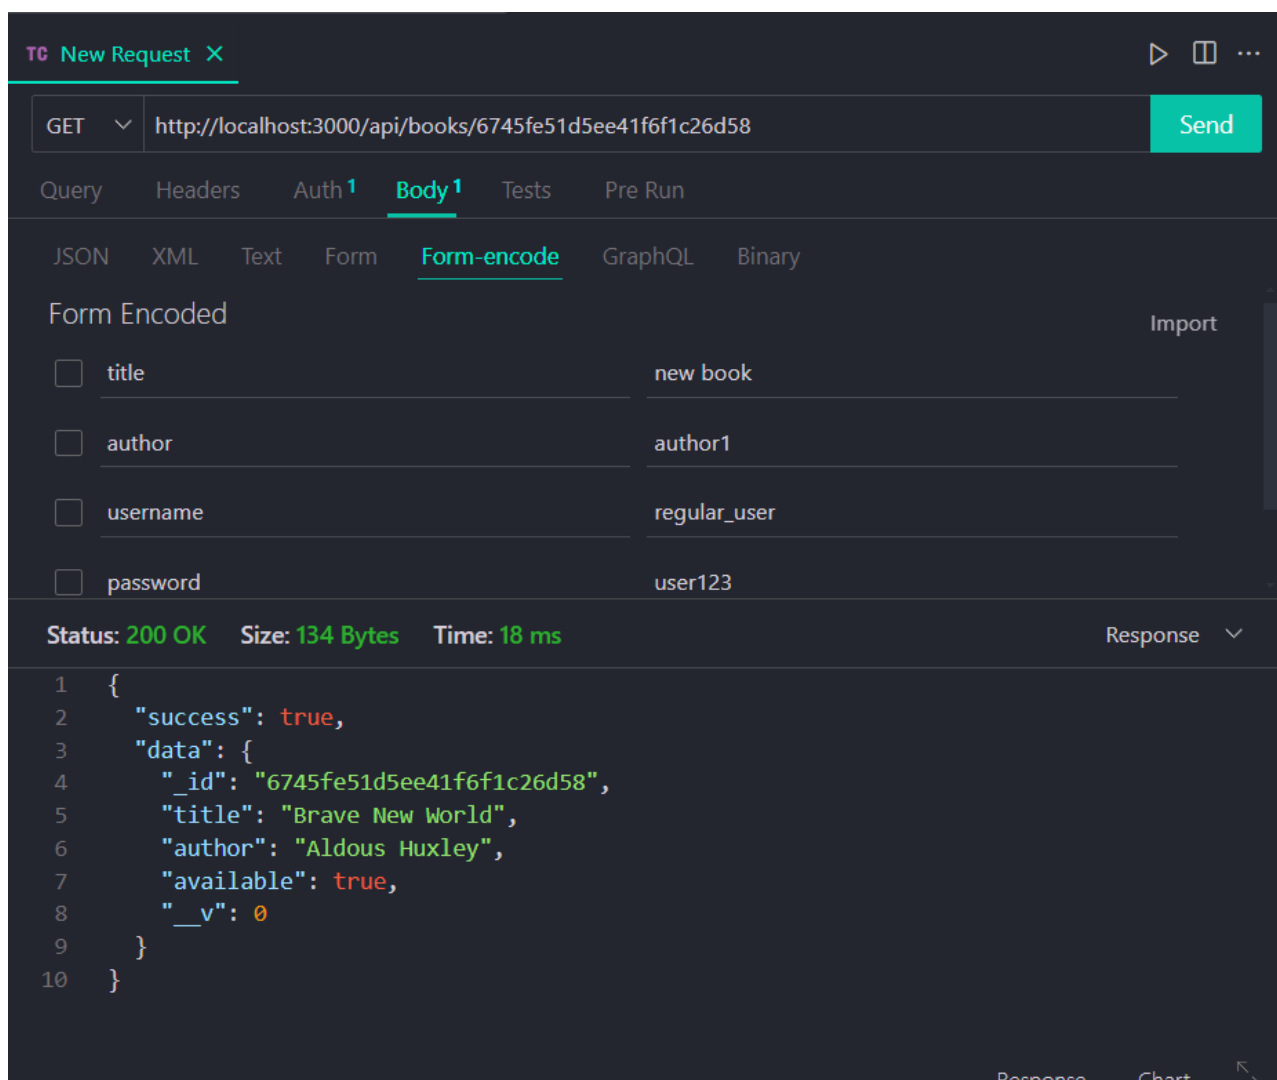 TC New Request
GET http://localhost:3000/api/books/6745fe51d5ee41f6f1c26d58 Send
Query Headers Auth 1 Body 1 Tests Pre Run
JSON XML Text Form Form-encode GraphQL Binary
Form Encoded
Import
title new book
author author1
username regular_user
password user123
Status: 200 OK Size: 134 Bytes Time: 18 ms Response
1 {
2 "success": true,
3 "data": {
4 "_id": "6745fe51d5ee41f6f1c26d58",
5 "title": "Brave New World",
6 "author": "Aldous Huxley",
7 "available": true,
8 "__v": 0
9 }
10 }
Response Chart